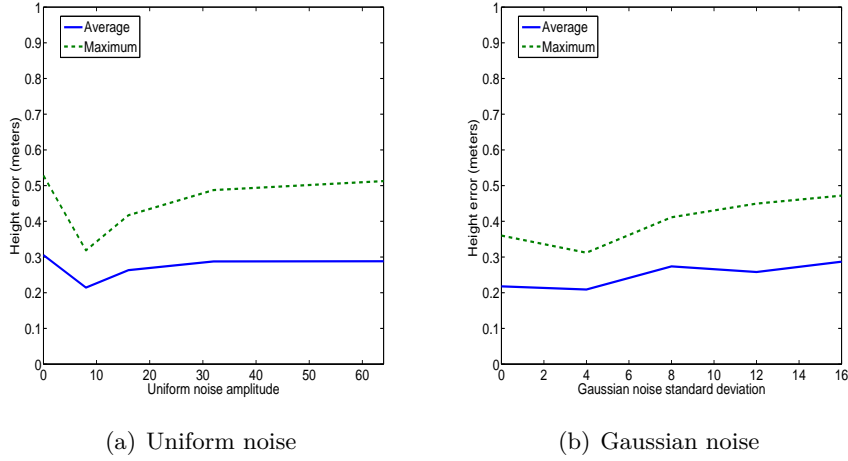 1
0.9
0.8
0.7
0.6
0.5
0.4
0.3
0.2
0.1
0
Height error (meters)
Average
Maximum
0 10 20 30 40 50 60
Uniform noise amplitude
(a) Uniform noise
1
0.9
0.8
0.7
0.6
0.5
0.4
0.3
0.2
0.1
0
Height error (meters)
Average
Maximum
0 2 4 6 8 10 12 14 16
Gaussian noise standard deviation
(b) Gaussian noise